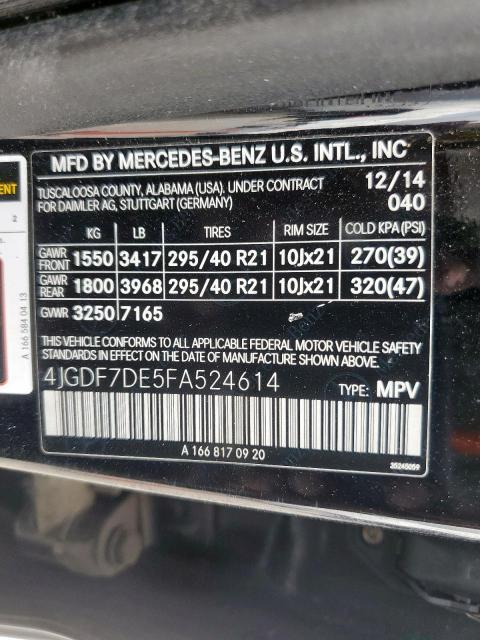 MFD BY MERCEDES-BENZ U.S. INTL., INC
TUSCALOOSA COUNTY, ALABAMA (USA). UNDER CONTRACT 12/14
FOR DAIMLER AG, STUTTGART (GERMANY) 040
KG LB TIRES RIM SIZE COLD KPA (PSI)
GAWR FRONT 1550 3417 295/40 R21 10Jx21 270(39)
GAWR REAR 1800 3968 295/40 R21 10Jx21 320(47)
GVWR 3250 7165
THIS VEHICLE CONFORMS TO ALL APPLICABLE FEDERAL MOTOR VEHICLE SAFETY
STANDARDS IN EFFECT ON THE DATE OF MANUFACTURE SHOWN ABOVE.
4JGDF7DE5FA524614 TYPE: MPV
A 166 817 09 20
35245059
A 166 584 04 13